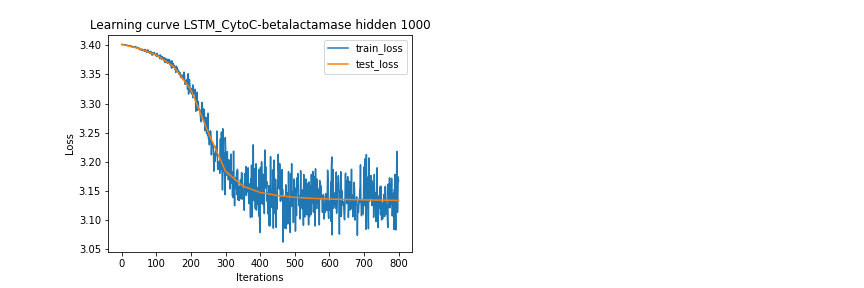 Learning curve LSTM_CytoC-betalactamase hidden 1000
3.40
3.35
3.30
3.25
3.20
3.15
3.10
3.05
Loss
train_loss
test_loss
0 100 200 300 400 500 600 700 800
Iterations